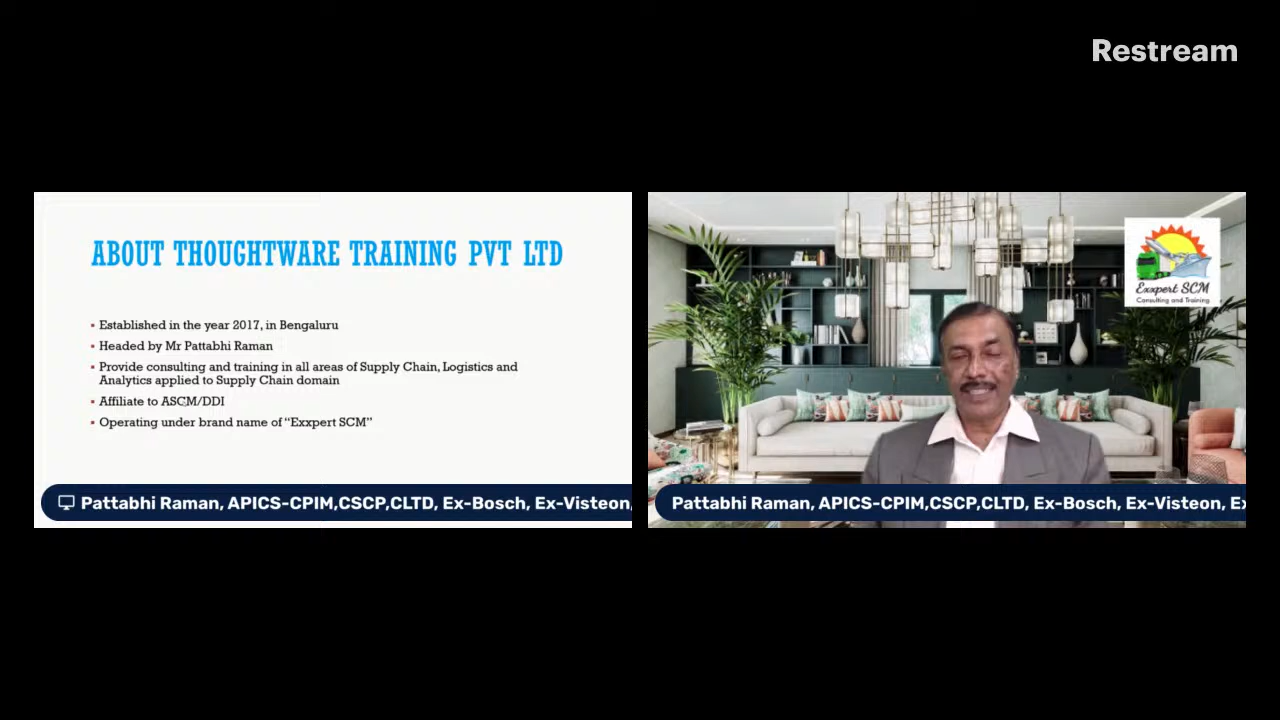 Restream
ABOUT THOUGHTWARE TRAINING PVT LTD
▪ Established in the year 2017, in Bengaluru
▪ Headed by Mr Pattabhi Raman
▪ Provide consulting and training in all areas of Supply Chain, Logistics and
Analytics applied to Supply Chain domain
▪ Affiliate to ASCM/DDI
▪ Operating under brand name of “Exxpert SCM”
Pattabhi Raman, APICS-CPIM,CSCP,CLTD, Ex-Bosch, Ex-Visteon,
Exxpert SCM
Consulting and Training
Pattabhi Raman, APICS-CPIM,CSCP,CLTD, Ex-Bosch, Ex-Visteon, Ex